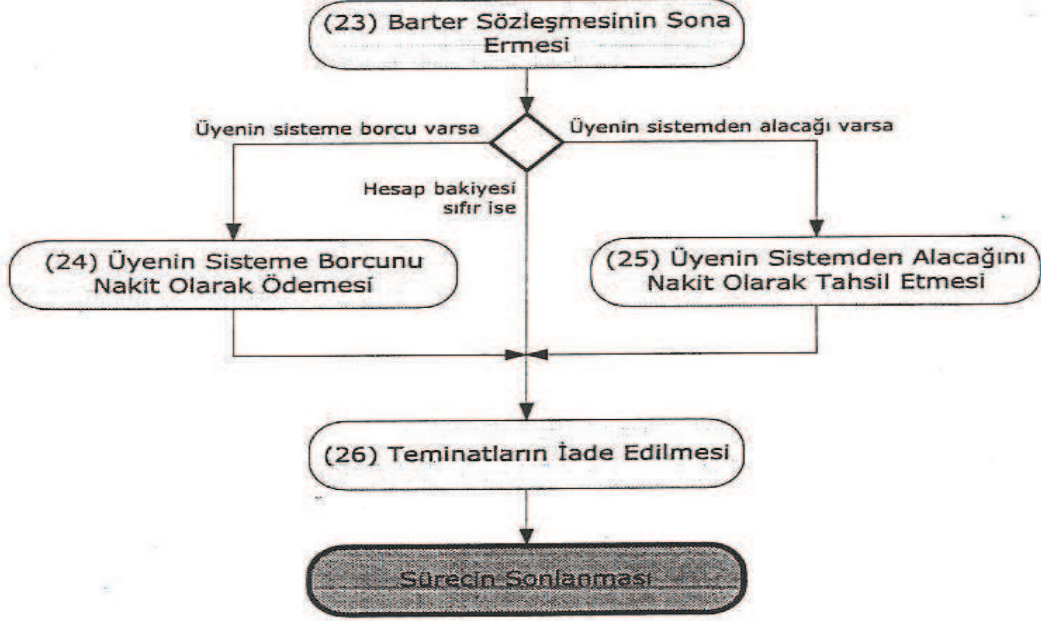 (23) Barter Sözleşmesinin Sona
Ermesi
Üyenin sisteme borcu varsa
Üyenin sistemden alacağı varsa
Hesap bakiyesi
sıfır ise
(24) Üyenin Sisteme Borcunu
Nakit Olarak Ödemesi
(25) Üyenin Sistemden Alacağını
Nakit Olarak Tahsil Etmesi
(26) Teminatların İade Edilmesi
Sürecin Sonlanması